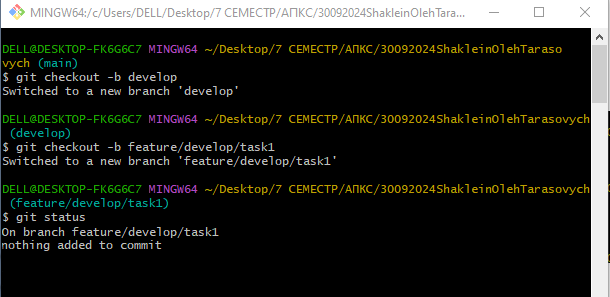 MINGW64:/c/Users/DELL/Desktop/7 СЕМЕСТР/АПКС/30092024ShakleinOlehTara...
DELL@DESKTOP-FK6G6C7 MINGW64 ~/Desktop/7 СЕМЕСТР/АПКС/30092024ShakleinOlehTaraso
vych (main)
$ git checkout -b develop
Switched to a new branch 'develop'
DELL@DESKTOP-FK6G6C7 MINGW64 ~/Desktop/7 СЕМЕСТР/АПКС/30092024ShakleinOlehTarasovych
(develop)
$ git checkout -b feature/develop/task1
Switched to a new branch 'feature/develop/task1'
DELL@DESKTOP-FK6G6C7 MINGW64 ~/Desktop/7 СЕМЕСТР/АПКС/30092024ShakleinOlehTarasovych
(feature/develop/task1)
$ git status
On branch feature/develop/task1
nothing added to commit